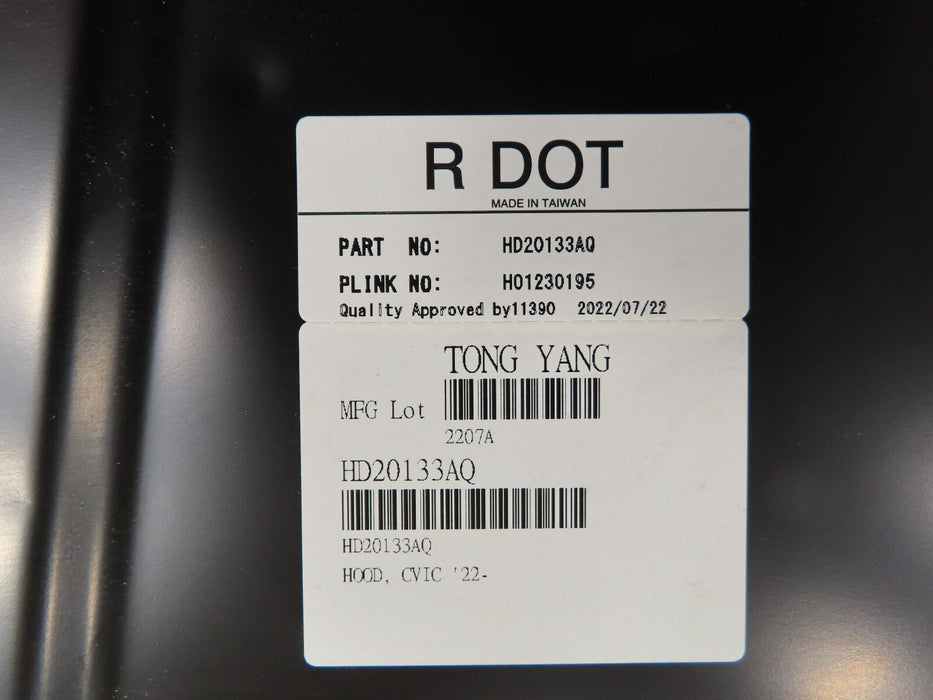 R DOT
MADE IN TAIWAN
PART NO: HD20133AQ
PLINK NO: H01230195
Quality Approved by11390 2022/07/22
TONG YANG
MFG Lot
2207A
HD20133AQ
HD20133AQ
HOOD, CVIC '22-